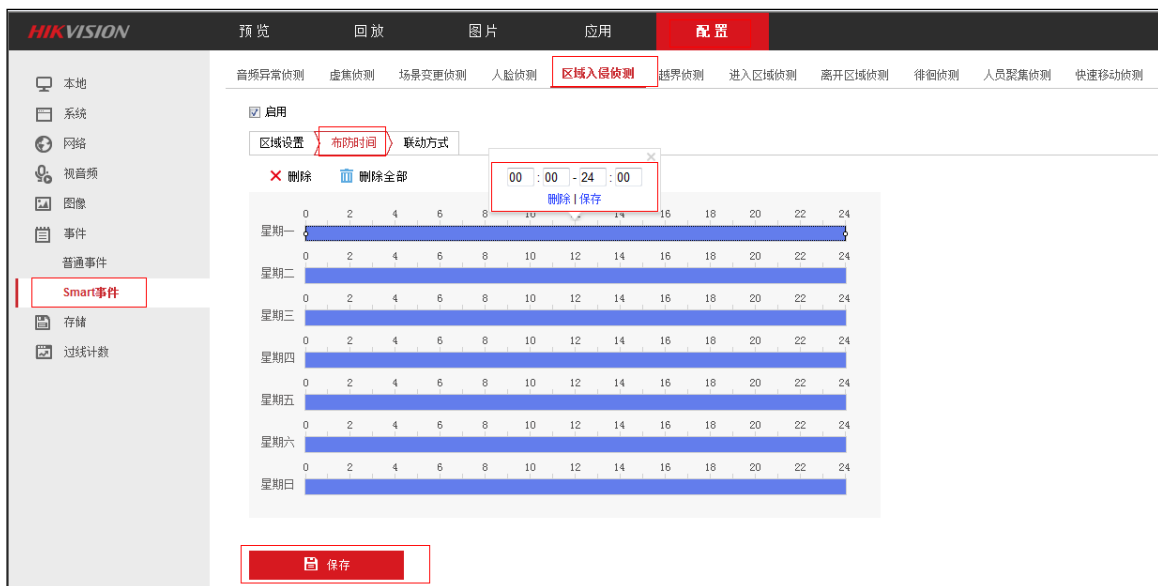 HIKVISION 预览 回放 图片 应用 配置
本地
系统
网络
视音频
图像
事件
普通事件
Smart事件
存储
过线计数
音频异常侦测 虚焦侦测 场景变更侦测 人脸侦测 区域入侵侦测 越界侦测 进入区域侦测 离开区域侦测 徘徊侦测 人员聚集侦测 快速移动侦测
启用
区域设置 布防时间 联动方式
删除 删除全部
00 : 00 - 24 : 00
删除 | 保存
0 2 4 6 8 10 12 14 16 18 20 22 24
星期一
0 2 4 6 8 10 12 14 16 18 20 22 24
星期二
0 2 4 6 8 10 12 14 16 18 20 22 24
星期三
0 2 4 6 8 10 12 14 16 18 20 22 24
星期四
0 2 4 6 8 10 12 14 16 18 20 22 24
星期五
0 2 4 6 8 10 12 14 16 18 20 22 24
星期六
0 2 4 6 8 10 12 14 16 18 20 22 24
星期日
保存